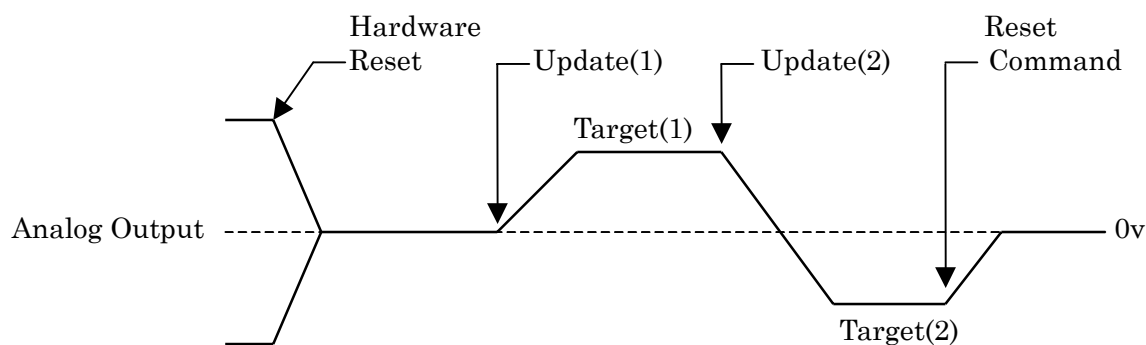 Hardware
Reset
Update(1)
Update(2)
Reset
Command
Target(1)
Analog Output
0v
Target(2)